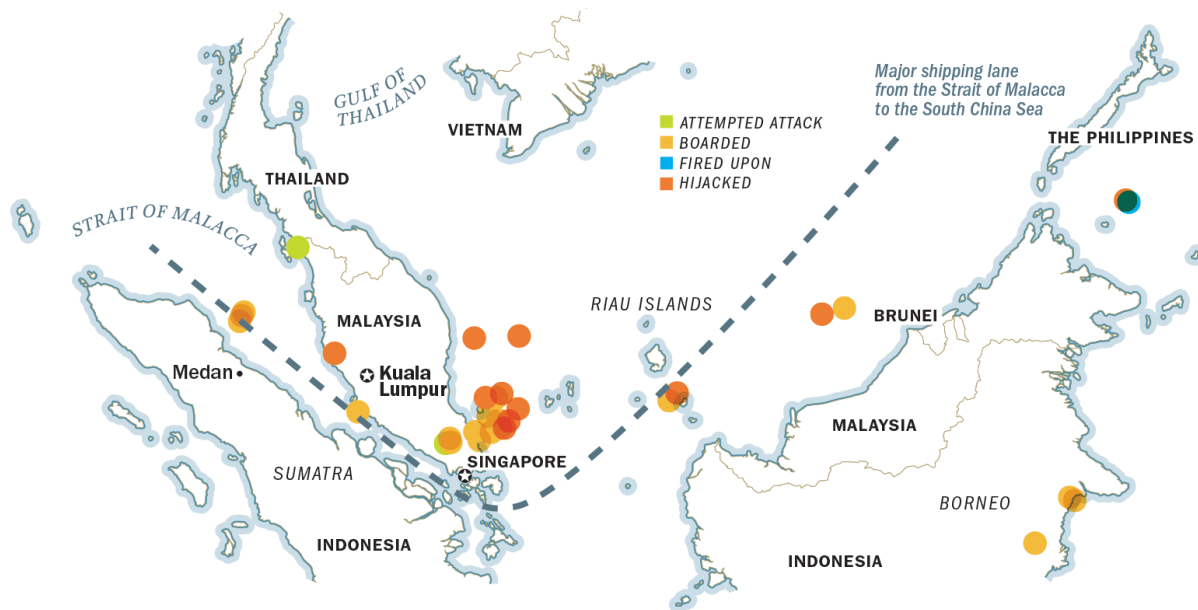 GULF OF
THAILAND
VIETNAM
Major shipping lane
from the Strait of Malacca
to the South China Sea
ATTEMPTED ATTACK
BOARDED
FIRED UPON
HIJACKED
THE PHILIPPINES
THAILAND
STRAIT OF MALACCA
RIAU ISLANDS
MALAYSIA
BRUNEI
Medan
Kuala
Lumpur
MALAYSIA
SINGAPORE
SUMATRA
BORNEO
INDONESIA
INDONESIA